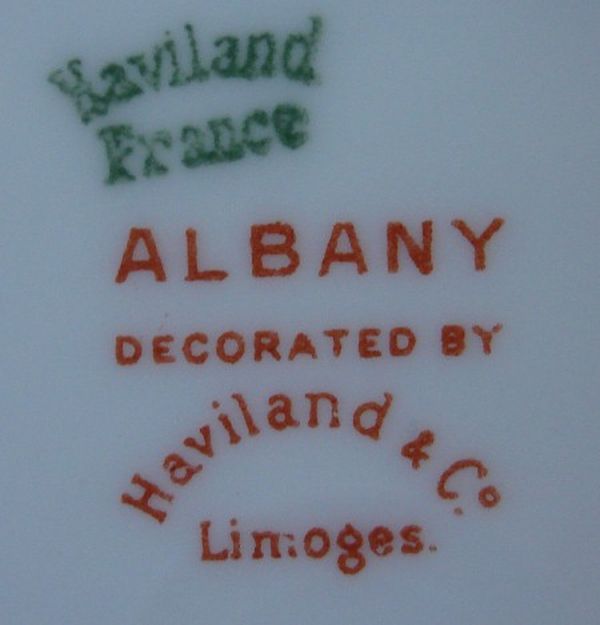 Haviland
France
ALBANY
DECORATED BY
Haviland & Co.
Limoges.